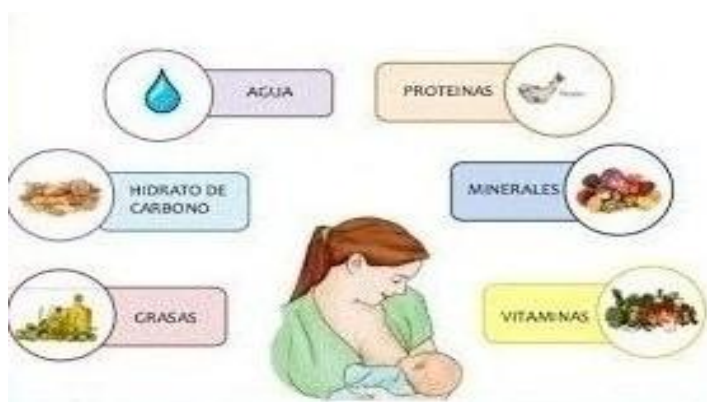 AGUA
PROTEINAS
HIDRATO DE
CARBONO
MINERALES
GRASAS
VITAMINAS